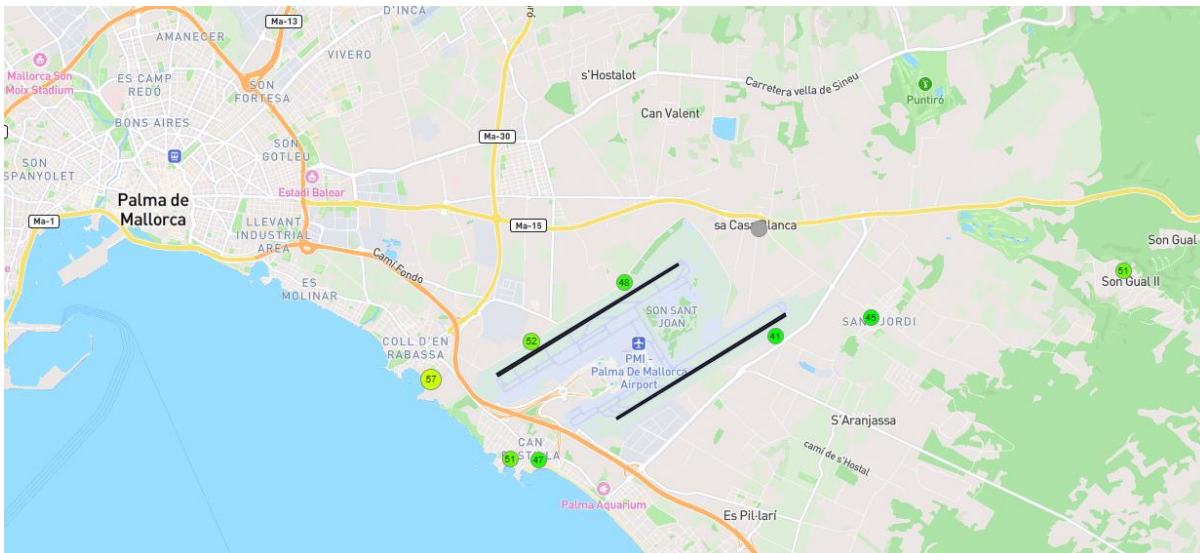 D'INCA
Ma-13
AMANECER
VIVERO
Mallorca Son
Moix Stadium
ES CAMP
REDÓ
SON
FORTESA
s'Hostalot
Carretera vella de Sineu
Puntiró
Can Valent
BONS AIRES
Ma-30
SON
GOTLEU
SON
SPANYOLET
Estadi Balear
Palma de
Mallorca
Ma-1
LLEVANT
INDUSTRIAL
AREA
Ma-15
sa Casa Blanca
Son Gual
Camí Fondo
51
Son Gual II
ES
MOLINAR
48
SON SANT
JOAN
45
SANT JORDI
41
52
COLL D'EN
RABASSA
PMI -
Palma De Mallorca
Airport
57
S'Aranjassa
CAN
51
47
camí de s'Hostal
Palma Aquarium
Es Pil·larí